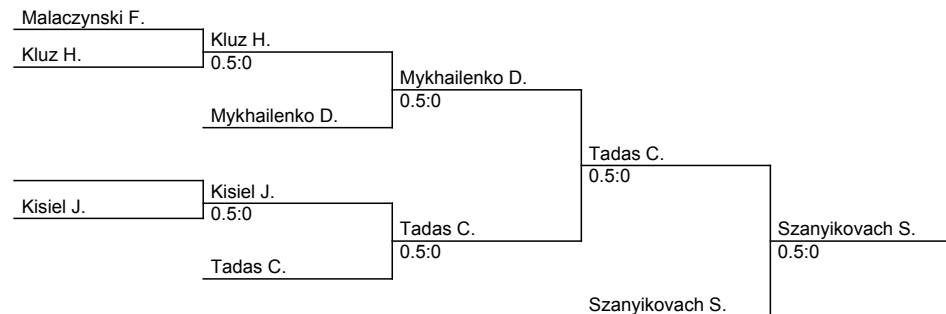 Malaczynski F.
Kluz H.
Kluz H.
0.5:0
Mykhailenko D.
0.5:0
Mykhailenko D.
Tadas C.
0.5:0
Kisiel J.
Kisiel J.
0.5:0
Tadas C.
0.5:0
Szanyikovach S.
0.5:0
Tadas C.
Szanyikovach S.